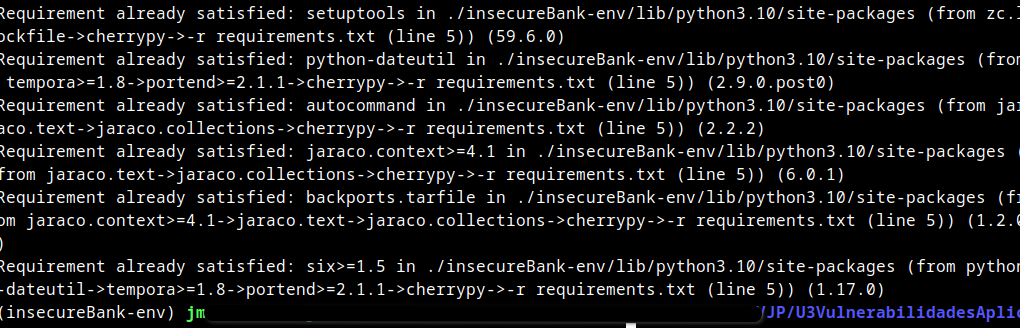 Requirement already satisfied: setuptools in ./insecureBank-env/lib/python3.10/site-packages (from zc.l
ockfile->cherrypy->-r requirements.txt (line 5)) (59.6.0)
Requirement already satisfied: python-dateutil in ./insecureBank-env/lib/python3.10/site-packages (from
tempora>=1.8->portend>=2.1.1->cherrypy->-r requirements.txt (line 5)) (2.9.0.post0)
Requirement already satisfied: autocommand in ./insecureBank-env/lib/python3.10/site-packages (from jar
aco.text->jaraco.collections->cherrypy->-r requirements.txt (line 5)) (2.2.2)
Requirement already satisfied: jaraco.context>=4.1 in ./insecureBank-env/lib/python3.10/site-packages (
from jaraco.text->jaraco.collections->cherrypy->-r requirements.txt (line 5)) (6.0.1)
Requirement already satisfied: backports.tarfile in ./insecureBank-env/lib/python3.10/site-packages (fr
om jaraco.context>=4.1->jaraco.text->jaraco.collections->cherrypy->-r requirements.txt (line 5)) (1.2.0
)
Requirement already satisfied: six>=1.5 in ./insecureBank-env/lib/python3.10/site-packages (from python
-dateutil->tempora>=1.8->portend>=2.1.1->cherrypy->-r requirements.txt (line 5)) (1.17.0)
(insecureBank-env) jm /JP/U3VulnerabilidadesAplic